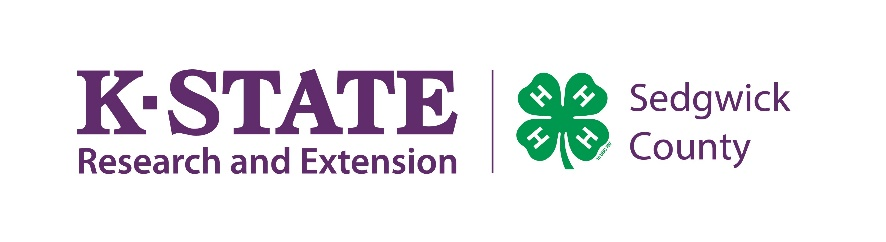 K-STATE
Research and Extension
H H
H H
Sedgwick
County